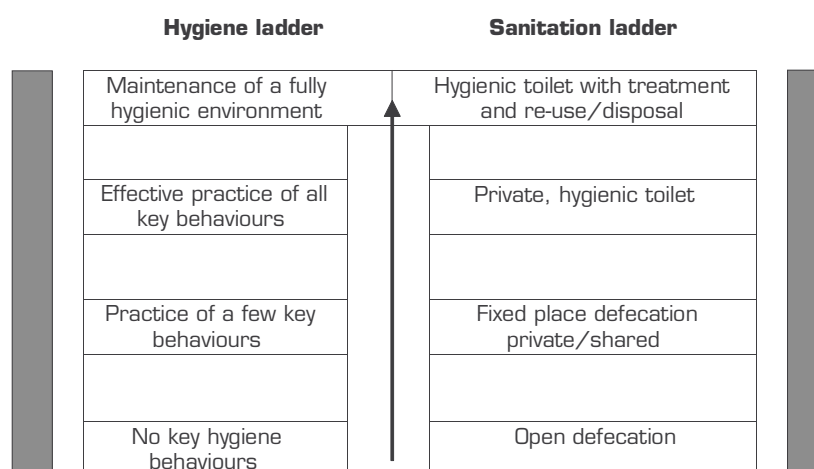 Hygiene ladder
Sanitation ladder
Maintenance of a fully
hygienic environment
Hygienic toilet with treatment
and re-use/disposal
Effective practice of all
key behaviours
Private, hygienic toilet
Practice of a few key
behaviours
Fixed place defecation
private/shared
No key hygiene
behaviours
Open defecation